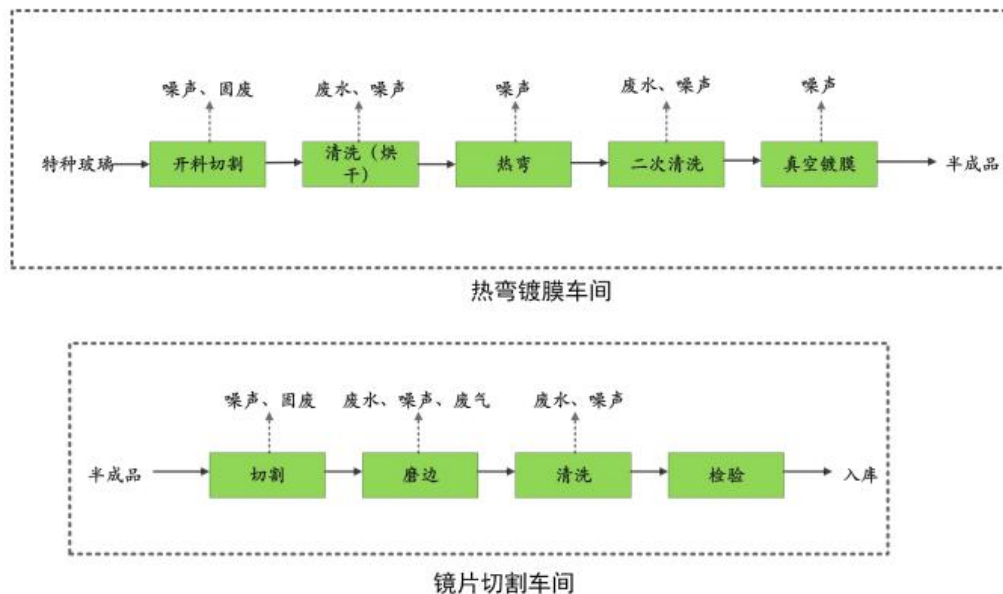 噪声、固废
废水、噪声
噪声
废水、噪声
噪声
特种玻璃
开料切割
清洗（烘
干）
热弯
二次清洗
真空镀膜
半成品
热弯镀膜车间
噪声、固废
废水、噪声、废气
废水、噪声
半成品
切割
磨边
清洗
检验
入库
镜片切割车间